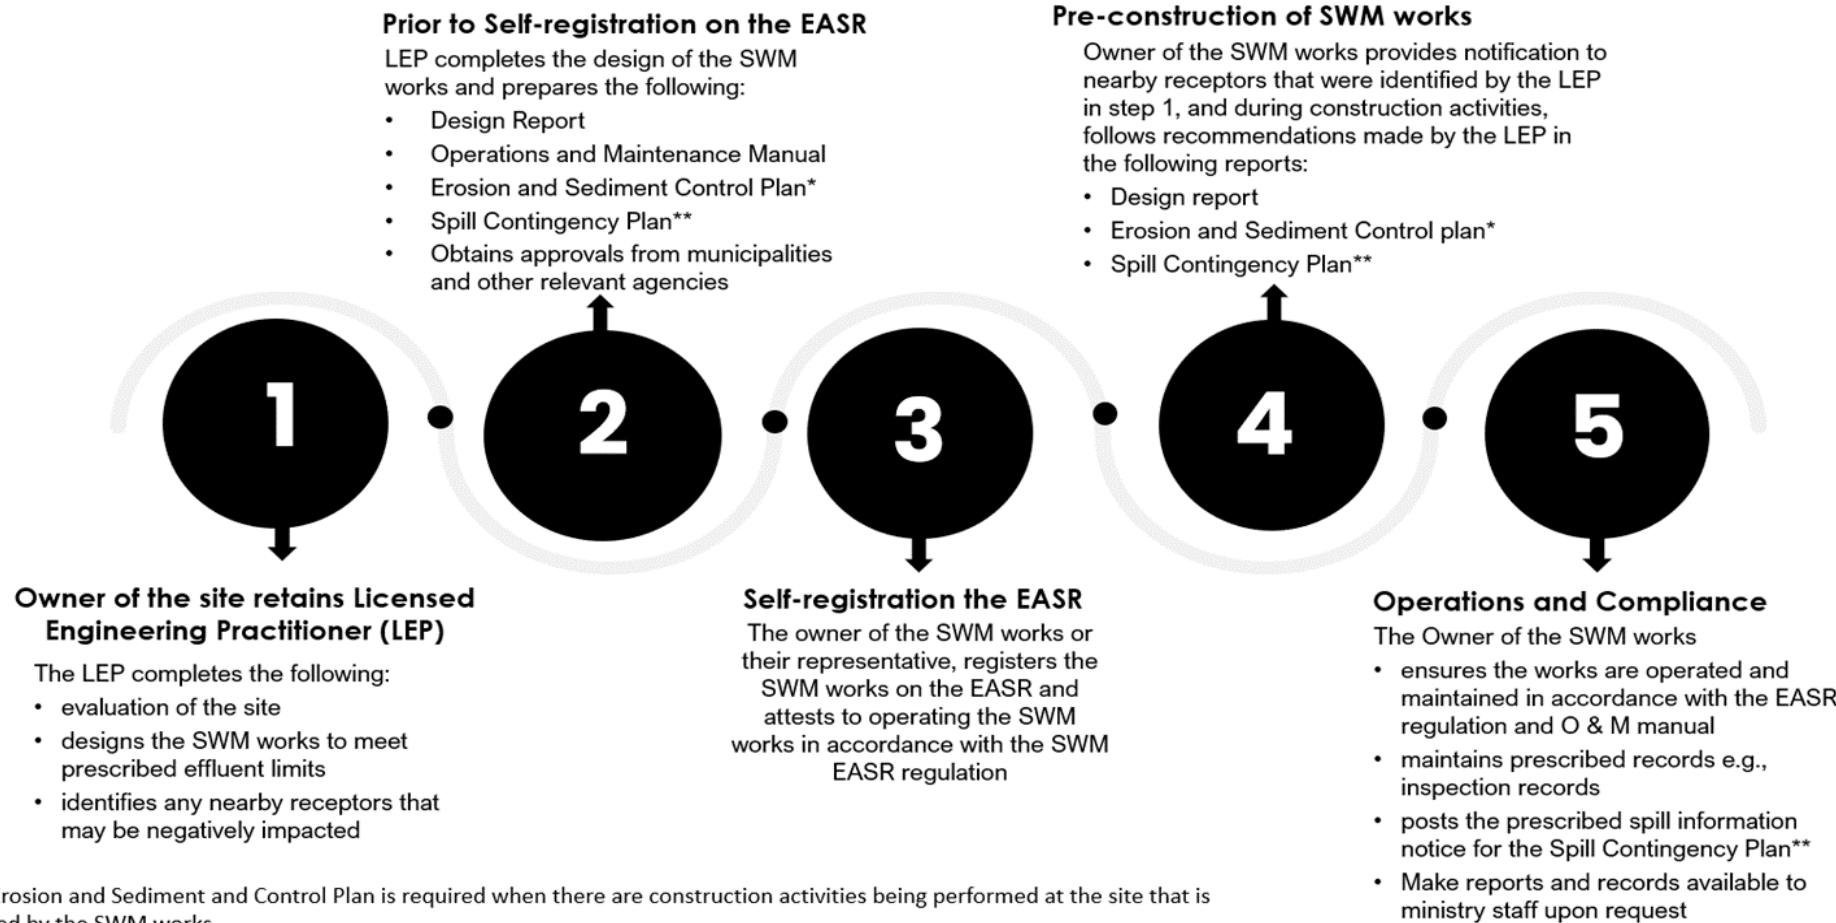 Prior to Self-registration on the EASR
LEP completes the design of the SWM
works and prepares the following:
• Design Report
• Operations and Maintenance Manual
• Erosion and Sediment Control Plan*
• Spill Contingency Plan**
• Obtains approvals from municipalities
and other relevant agencies
Pre-construction of SWM works
Owner of the SWM works provides notification to
nearby receptors that were identified by the LEP
in step 1, and during construction activities,
follows recommendations made by the LEP in
the following reports:
• Design report
• Erosion and Sediment Control plan*
• Spill Contingency Plan**
1
2
3
4
5
Owner of the site retains Licensed
Engineering Practitioner (LEP)
The LEP completes the following:
• evaluation of the site
• designs the SWM works to meet
prescribed effluent limits
• identifies any nearby receptors that
may be negatively impacted
Self-registration the EASR
The owner of the SWM works or
their representative, registers the
SWM works on the EASR and
attests to operating the SWM
works in accordance with the SWM
EASR regulation
Operations and Compliance
The Owner of the SWM works
• ensures the works are operated and
maintained in accordance with the EASR
regulation and O & M manual
• maintains prescribed records e.g.,
inspection records
• posts the prescribed spill information
notice for the Spill Contingency Plan**
• Make reports and records available to
ministry staff upon request
rosion and Sediment and Control Plan is required when there are construction activities being performed at the site that is
by the SWM works